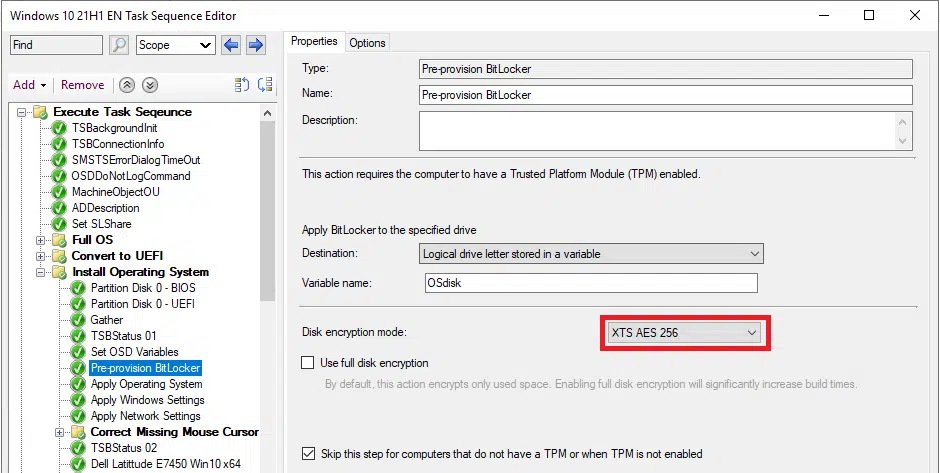 Windows 10 21H1 EN Task Sequence Editor
Find
Scope
Add
Remove
Execute Task Seqeunce
TSBackgroundInit
TSBConnectionInfo
SMSTSErrorDialogTimeOut
OSDDoNotLogCommand
MachineObjectOU
ADDescription
Set SLShare
Full OS
Convert to UEFI
Install Operating System
Partition Disk 0 - BIOS
Partition Disk 0 - UEFI
Gather
TSBStatus 01
Set OSD Variables
Pre-provision BitLocker
Apply Operating System
Apply Windows Settings
Apply Network Settings
Correct Missing Mouse Cursor
TSBStatus 02
Dell Latittude E7450 Win10 x64
Properties
Options
Type:
Pre-provision BitLocker
Name:
Pre-provision BitLocker
Description:
This action requires the computer to have a Trusted Platform Module (TPM) enabled.
Apply BitLocker to the specified drive
Destination:
Logical drive letter stored in a variable
Variable name:
OSdisk
Disk encryption mode:
XTS AES 256
Use full disk encryption
By default, this action encrypts only used space. Enabling full disk encryption will significantly increase build times.
Skip this step for computers that do not have a TPM or when TPM is not enabled